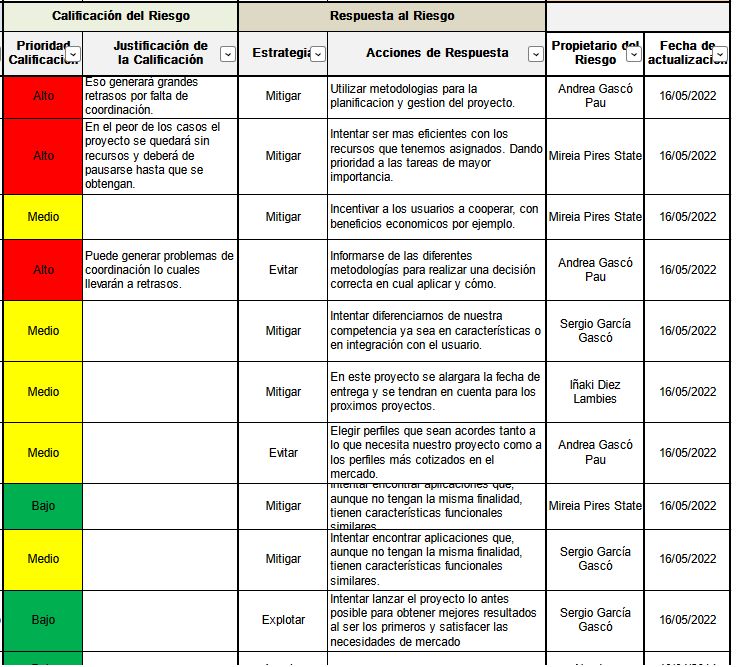 Calificación del Riesgo
Respuesta al Riesgo
Prioridad
Calificación
Justificación de
la Calificación
Estrategia
Acciones de Respuesta
Propietario del
Riesgo
Fecha de
actualización
Alto
Eso generará grandes
retrasos por falta de
coordinación.
Mitigar
Utilizar metodologias para la
planificacion y gestion del proyecto.
Andrea Gascó
Pau
16/05/2022
Alto
En el peor de los casos el
proyecto se quedará sin
recursos y deberá de
pausarse hasta que se
obtengan.
Mitigar
Intentar ser mas eficientes con los
recursos que tenemos asignados. Dando
prioridad a las tareas de mayor
importancia.
Mireia Pires State
16/05/2022
Medio
Mitigar
Incentivar a los usuarios a cooperar, con
beneficios economicos por ejemplo.
Mireia Pires State
16/05/2022
Alto
Puede generar problemas de
coordinación lo cuales
llevarán a retrasos.
Evitar
Informarse de las diferentes
metodologías para realizar una decisión
correcta en cual aplicar y cómo.
Andrea Gascó
Pau
16/05/2022
Medio
Mitigar
Intentar diferenciarnos de nuestra
competencia ya sea en características o
en integración con el usuario.
Sergio García
Gascó
16/05/2022
Medio
Mitigar
En este proyecto se alargara la fecha de
entrega y se tendran en cuenta para los
proximos proyectos.
Iñaki Diez
Lambies
16/05/2022
Medio
Evitar
Elegir perfiles que sean acordes tanto a
lo que necesita nuestro proyecto como a
los perfiles más cotizados en el
mercado.
Andrea Gascó
Pau
16/05/2022
Bajo
Mitigar
Intentar encontrar aplicaciones que,
aunque no tengan la misma finalidad,
tienen características funcionales
similares.
Mireia Pires State
16/05/2022
Medio
Mitigar
Intentar encontrar aplicaciones que,
aunque no tengan la misma finalidad,
tienen características funcionales
similares.
Sergio García
Gascó
16/05/2022
Bajo
Explotar
Intentar lanzar el proyecto lo antes
posible para obtener mejores resultados
al ser los primeros y satisfacer las
necesidades de mercado
Sergio García
Gascó
16/05/2022